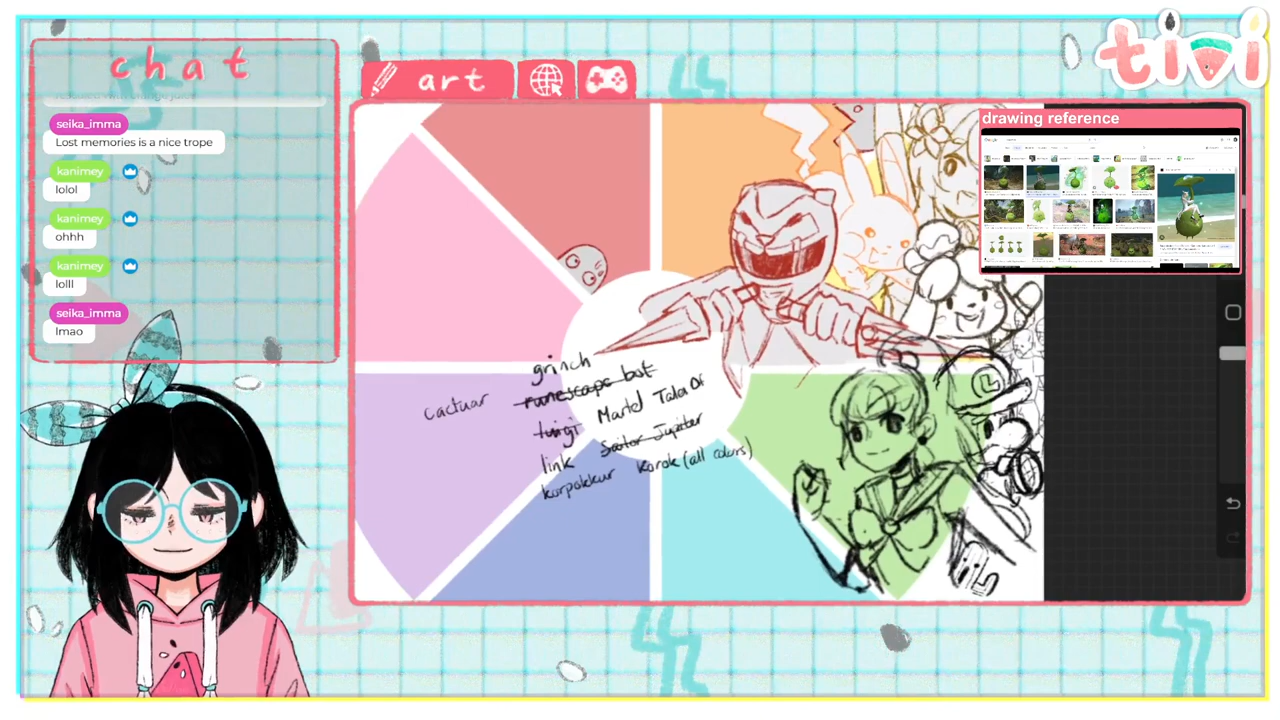 chat
art
tivi
drawing reference
seika_imma
Lost memories is a nice trope
kanimey
lolol
kanimey
ohhh
kanimey
lolll
seika_imma
lmao
grinch
runescape bot
cactuar
Martel Tales Of
luigi
Sailor Jupiter
link
korok (all colors)
korpokkur